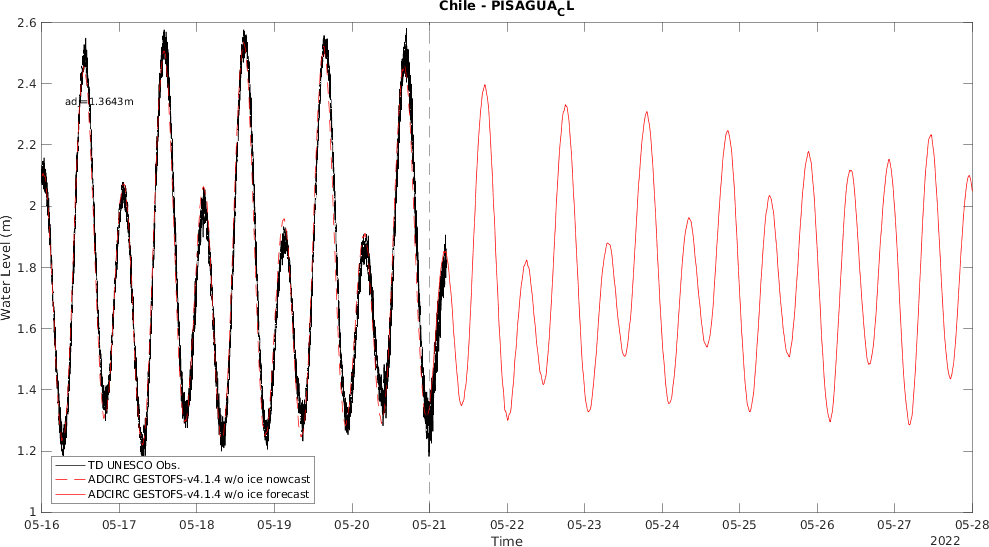 Chile - PISAGUA_CL
2.6
2.4
2.2
2
1.8
1.6
1.4
1.2
1
Water Level (m)
ad = 1.3643m
TD UNESCO Obs.
ADCIRC GESTOFS-v4.1.4 w/o ice nowcast
ADCIRC GESTOFS-v4.1.4 w/o ice forecast
05-16 05-17 05-18 05-19 05-20 05-21 05-22 05-23 05-24 05-25 05-26 05-27 05-28
Time
2022